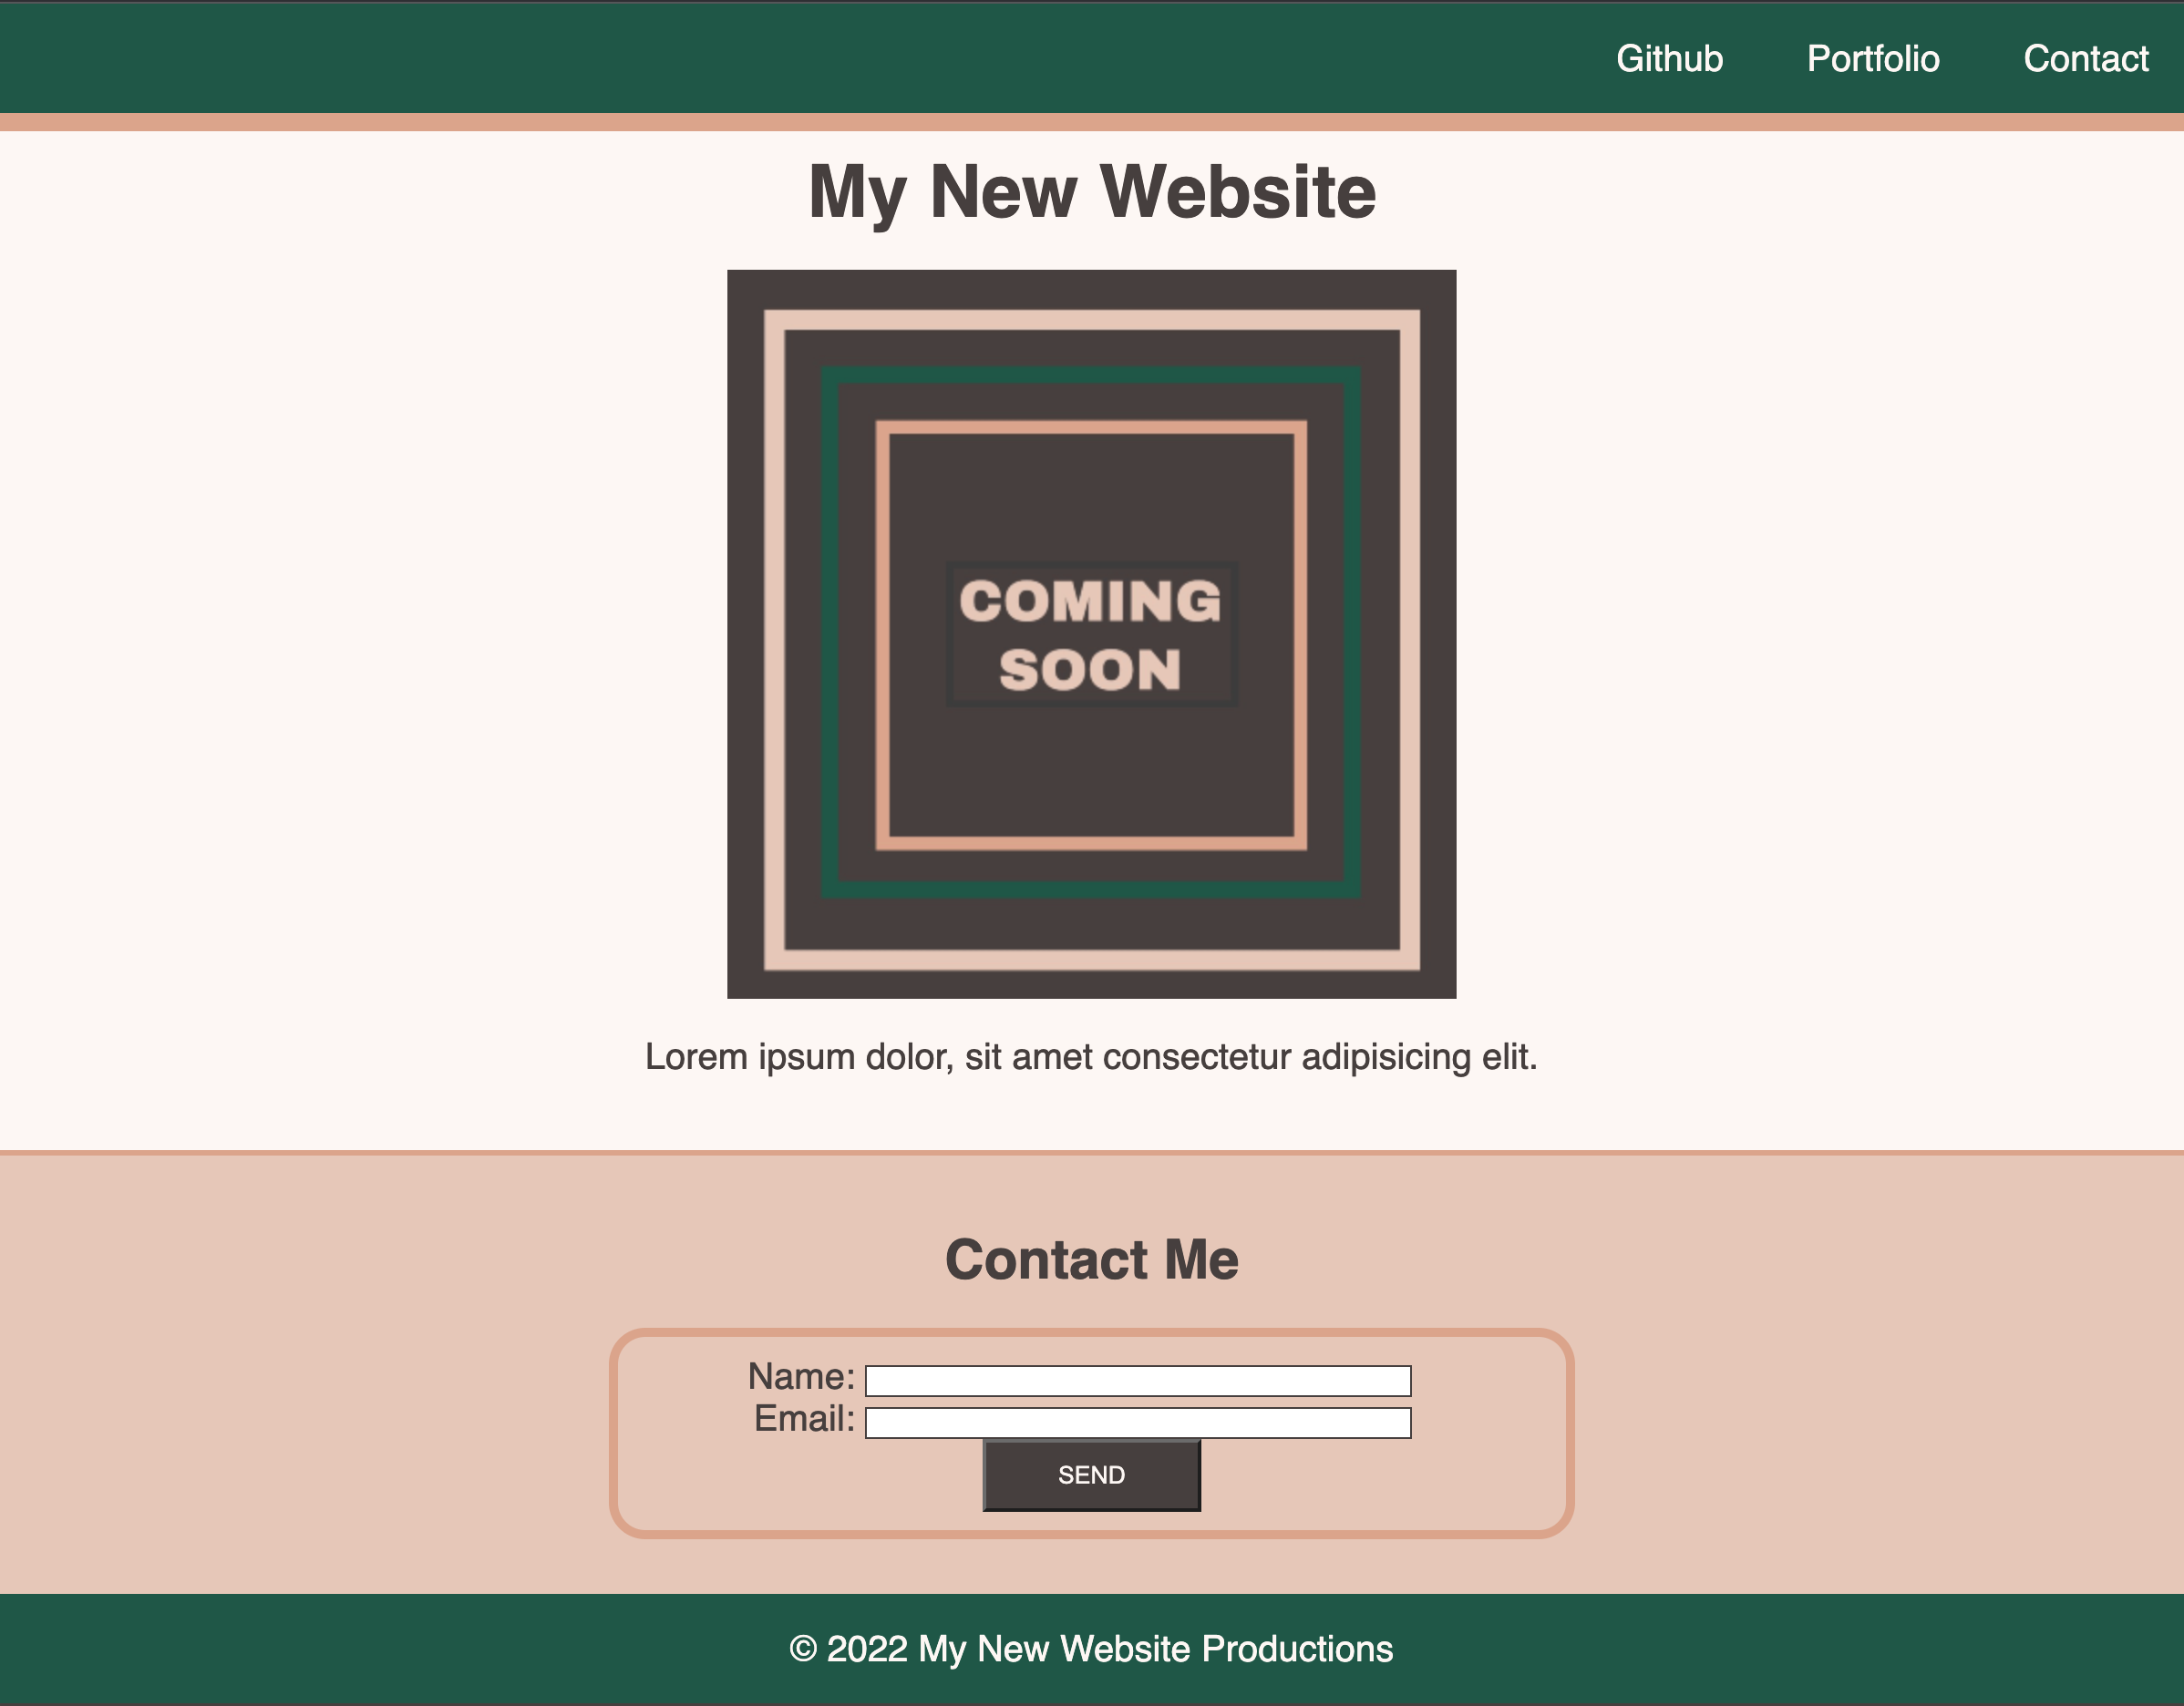 Github Portfolio Contact
My New Website
COMING
SOON
Lorem ipsum dolor, sit amet consectetur adipisicing elit.
Contact Me
Name:
Email:
SEND
© 2022 My New Website Productions